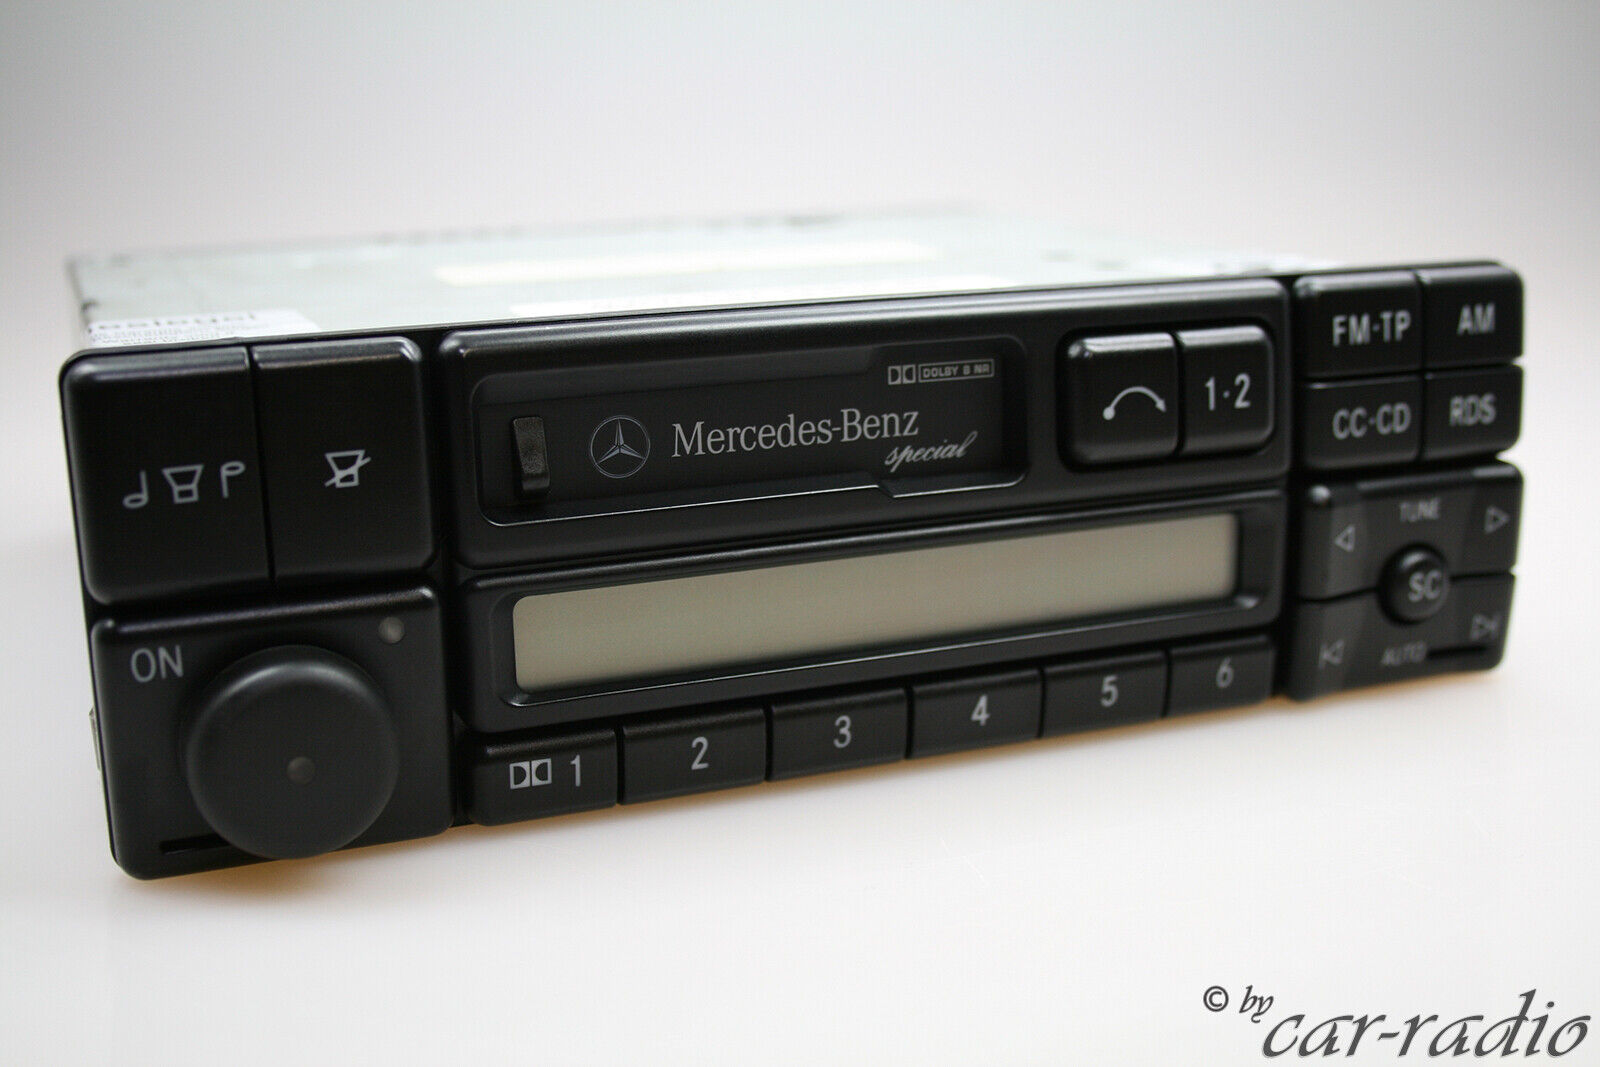 DOLBY B NR
Mercedes-Benz
special
1·2
FM·TP
AM
CC·CD
RDS
TUNE
SC
AUTO
ON
1
2
3
4
5
6
© by
car-radio